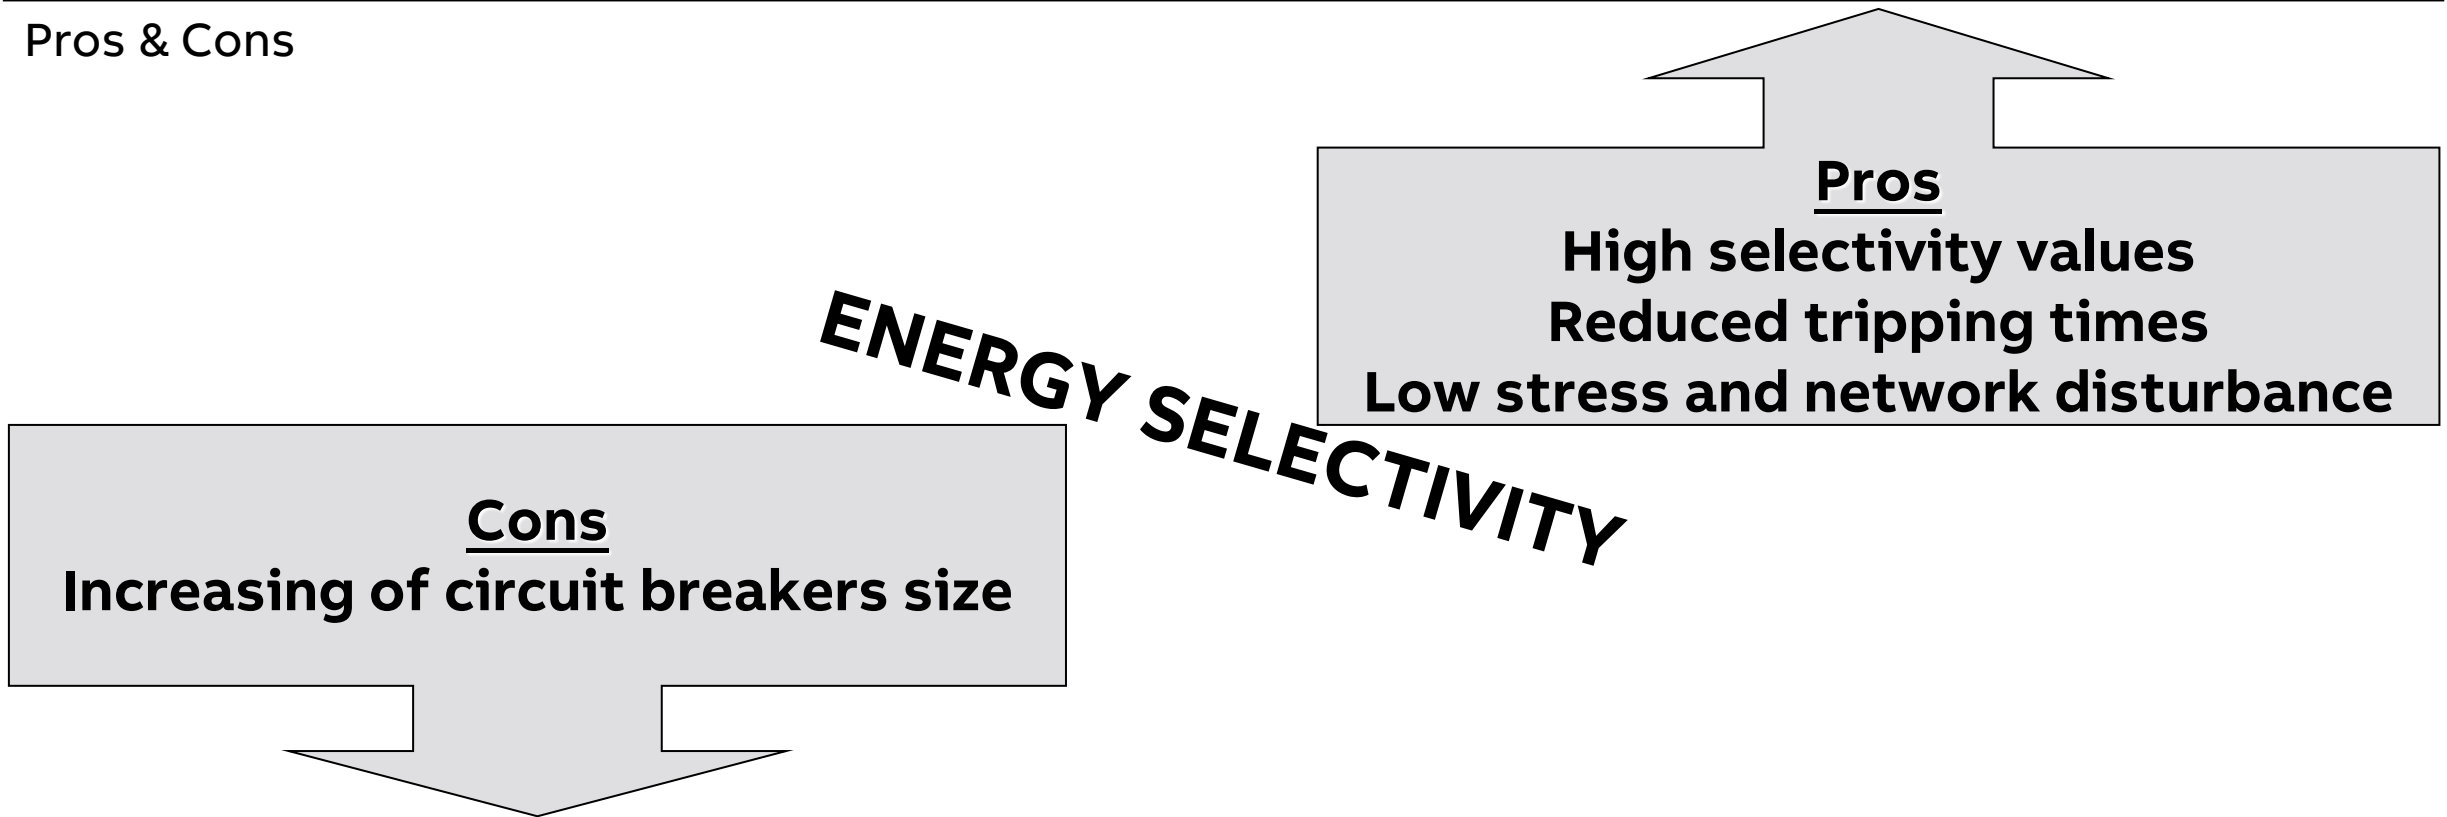 Pros & Cons
Pros
High selectivity values
Reduced tripping times
Low stress and network disturbance
ENERGY SELECTIVITY
Cons
Increasing of circuit breakers size